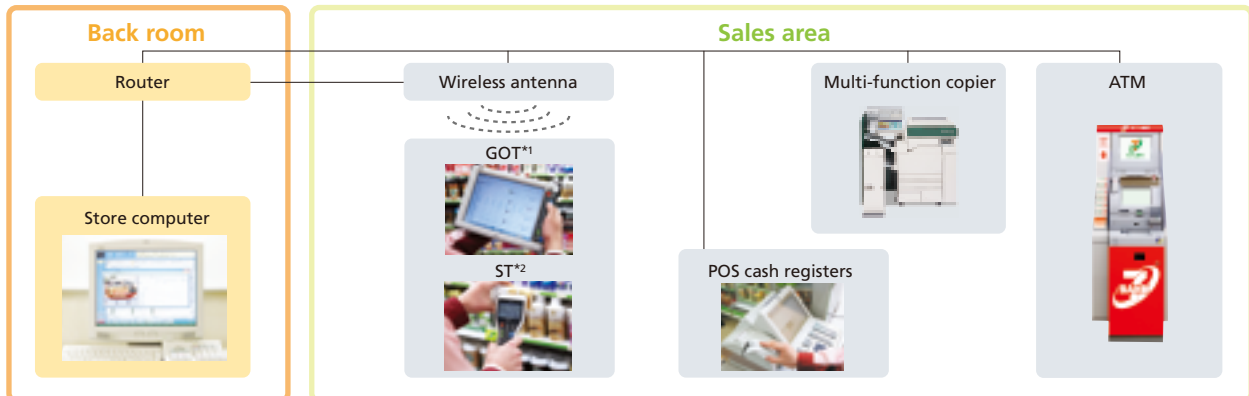 Back room
Sales area
Router
Wireless antenna
Multi-function copier
ATM
GOT*1
Store computer
ST*2
POS cash registers